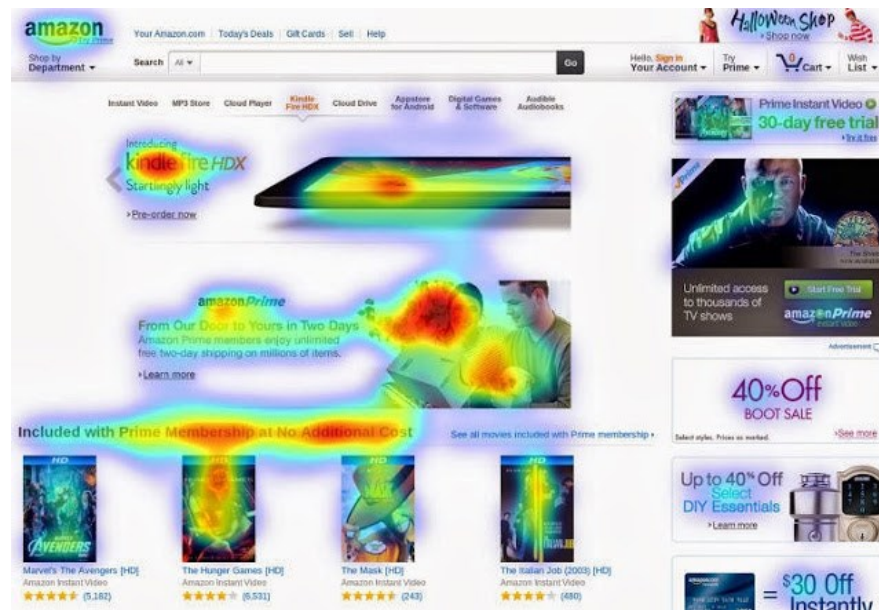 amazon
Try Prime
Your Amazon.com | Today's Deals | Gift Cards | Sell | Help
Halloween Shop
›Shop now
Shop by
Department
Search All Go
Hello, Sign in
Your Account
Try
Prime
0
Cart
Wish
List
Instant Video
MP3 Store
Cloud Player
Kindle
Fire HDX
Cloud Drive
Appstore
for Android
Digital Games
& Software
Audible
Audiobooks
Introducing
kindle fire HDX
Startlingly light
›Pre-order now
Prime Instant Video
30-day free trial
›Try it free
Prime
Unlimited access
to thousands of
TV shows
Start Free Trial
amazonPrime
instant video
Advertisement
amazonPrime
From Our Door to Yours in Two Days
Amazon Prime members enjoy unlimited
free two-day shipping on millions of items.
›Learn more
40%Off
BOOT SALE
Select styles. Prices as marked.
›See more
Included with Prime Membership at No Additional Cost
See all movies included with Prime membership ›
HD
HD
HD
HD
AVENGERS
MASK
Marvel's The Avengers [HD]
Amazon Instant Video
(5,182)
The Hunger Games [HD]
Amazon Instant Video
(6,531)
The Mask [HD]
Amazon Instant Video
(243)
The Italian Job (2003) [HD]
Amazon Instant Video
(480)
Up to 40% Off
Select
DIY Essentials
›Learn more
= $30 Off
Instantly